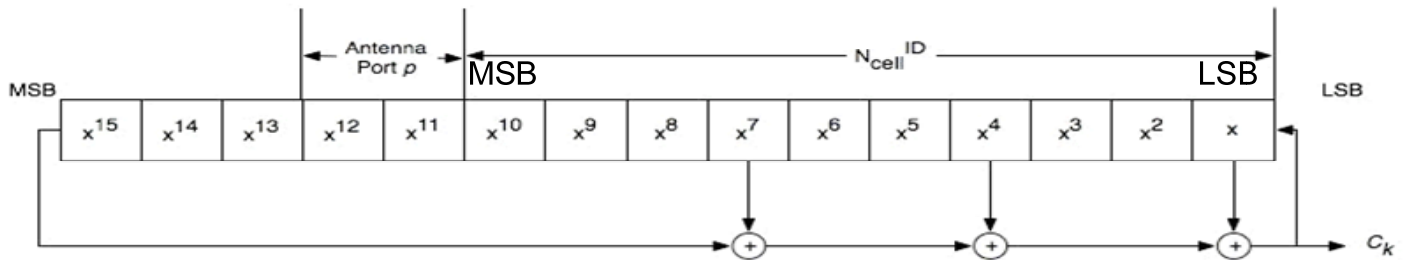 Antenna
Port p
N_cell^ID
MSB
MSB
LSB
LSB
x^15 x^14 x^13 x^12 x^11 x^10 x^9 x^8 x^7 x^6 x^5 x^4 x^3 x^2 x
+ + + C_k